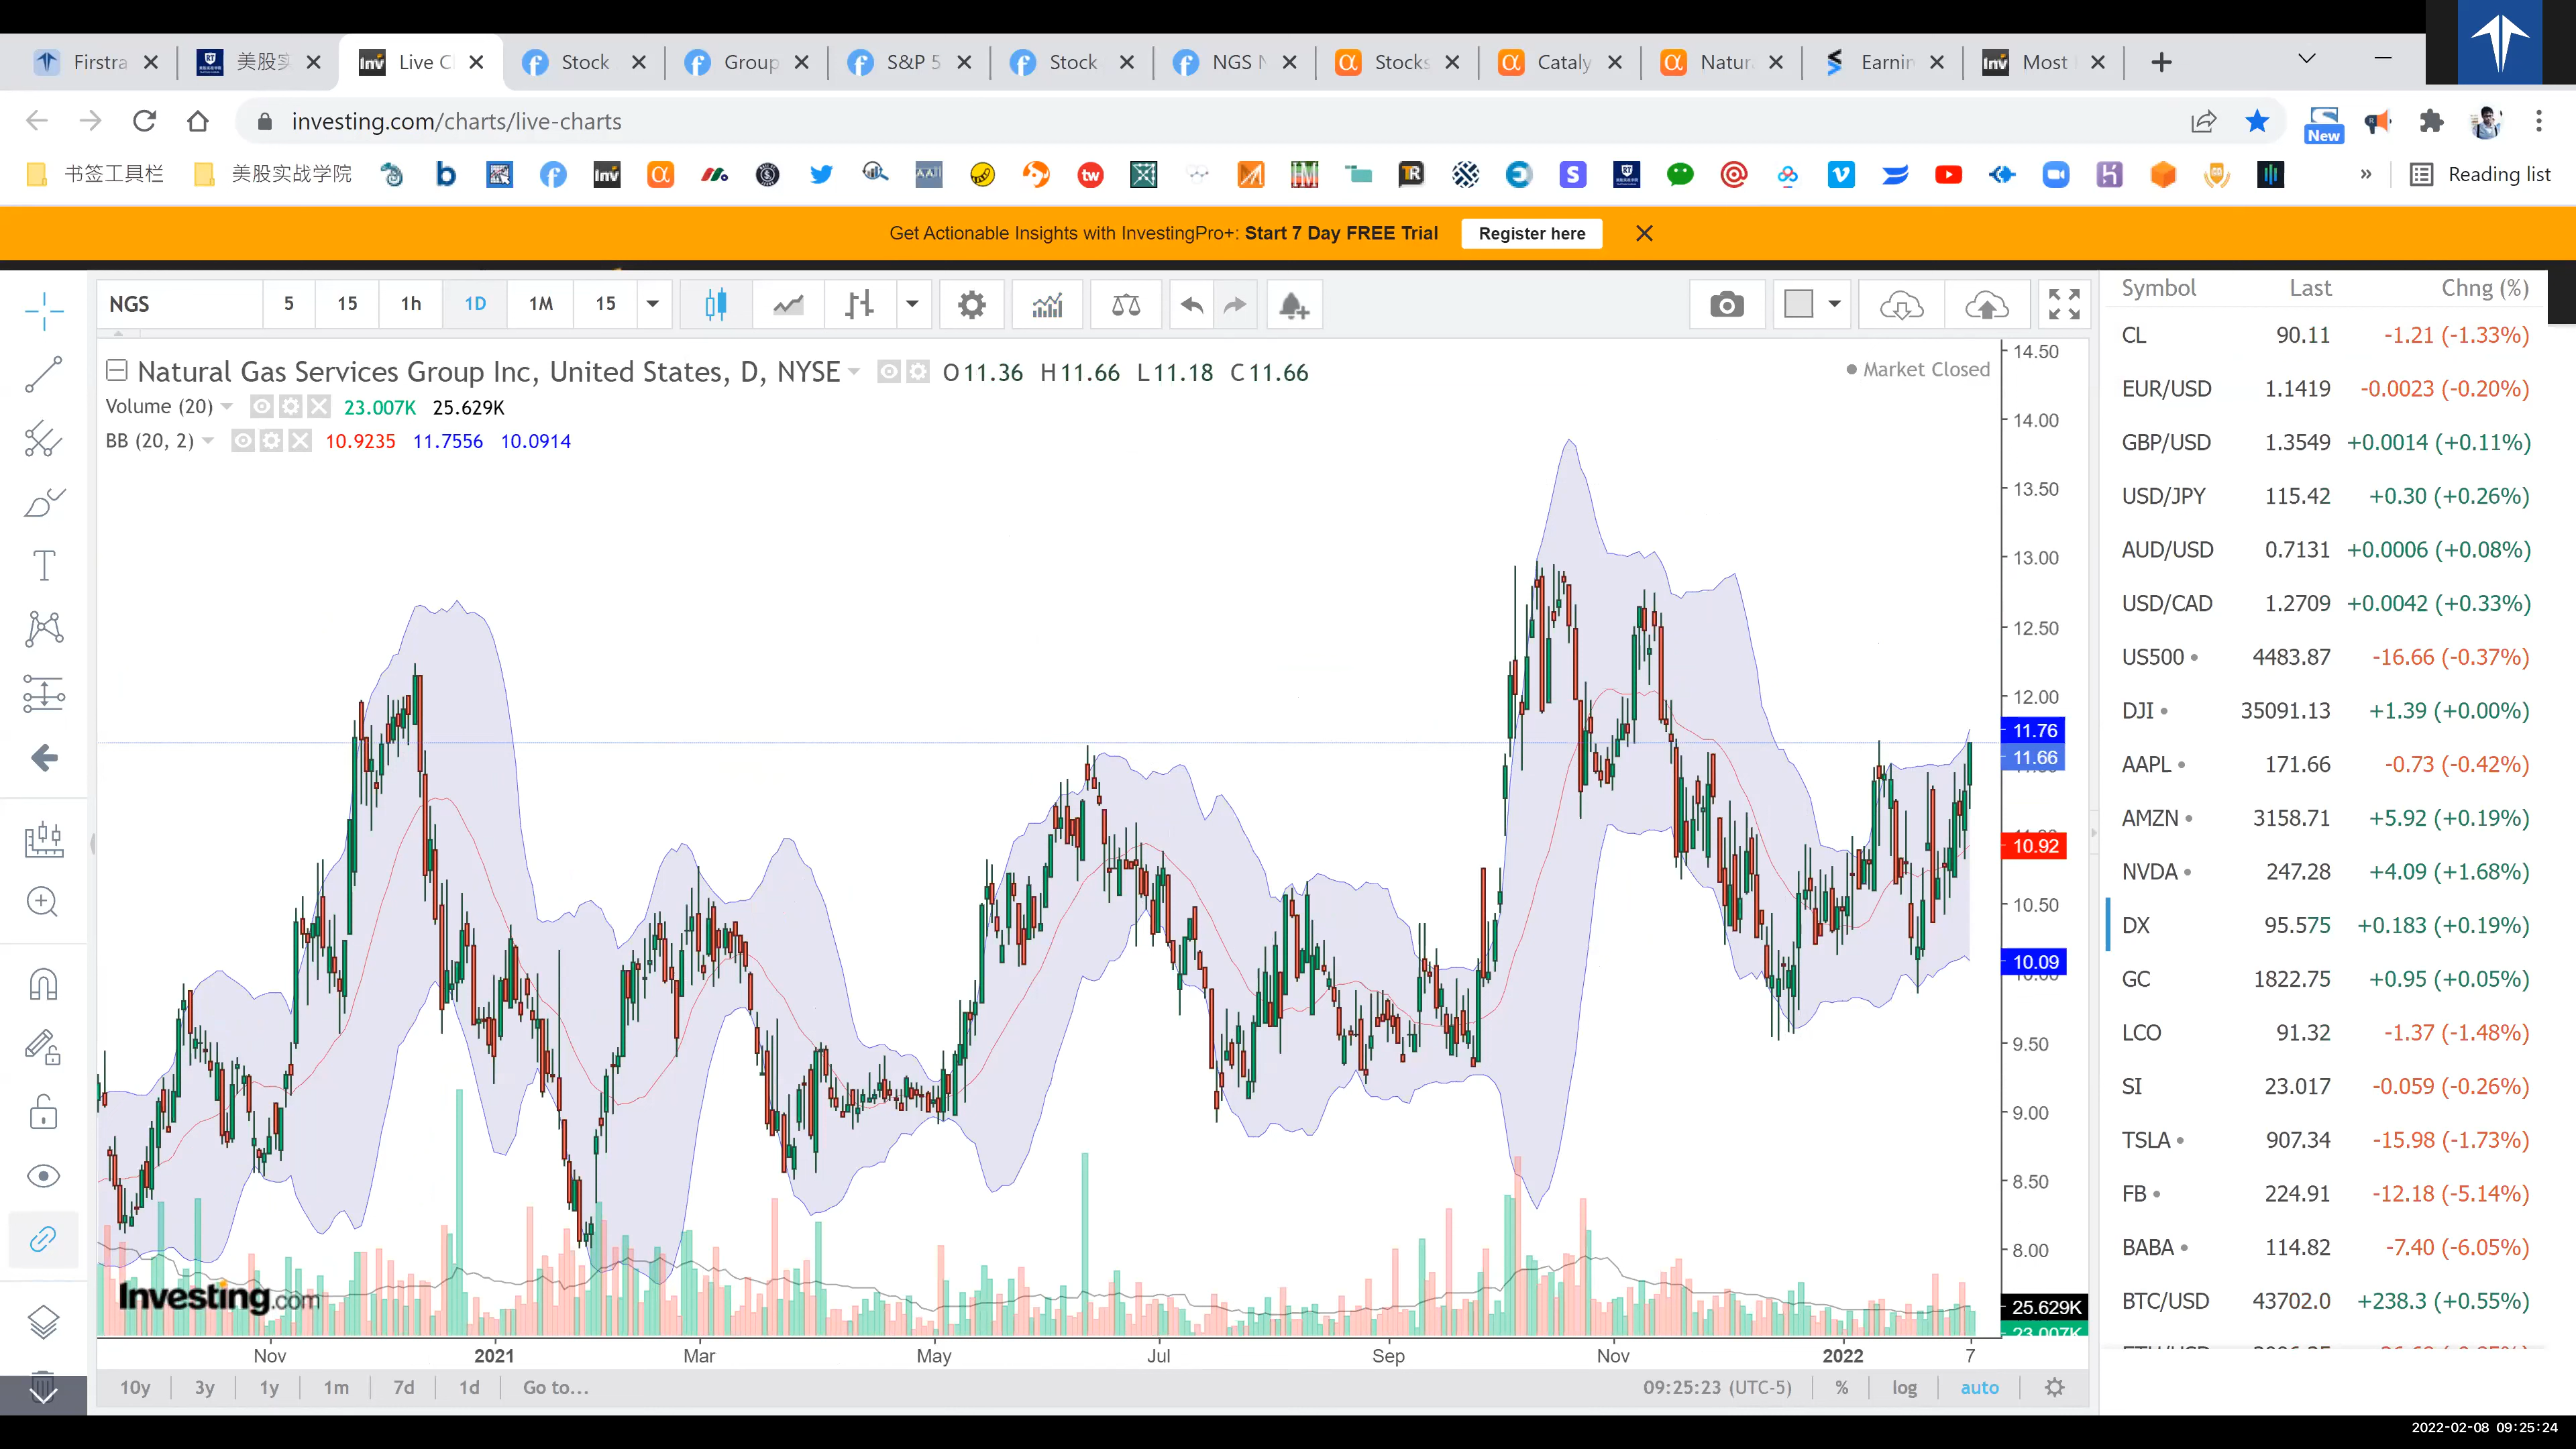 Firstra
美股实
Live C
Stock
Group
S&P 5
Stock
NGS N
Stocks
Cataly
Natur
Earnin
Most
investing.com/charts/live-charts
New
书签工具栏
美股实战学院
Reading list
Get Actionable Insights with InvestingPro+: Start 7 Day FREE Trial
Register here
NGS 5 15 1h 1D 1M 15
Natural Gas Services Group Inc, United States, D, NYSE O11.36 H11.66 L11.18 C11.66
Market Closed
Volume (20) 23.007K 25.629K
BB (20, 2) 10.9235 11.7556 10.0914
14.50
14.00
13.50
13.00
12.50
12.00
11.76
11.66
10.92
10.50
10.09
9.50
9.00
8.50
8.00
25.629K
23.007K
Investing.com
Nov 2021 Mar May Jul Sep Nov 2022 7
10y 3y 1y 1m 7d 1d Go to...
09:25:23 (UTC-5) % log auto
Symbol Last Chng (%)
CL 90.11 -1.21 (-1.33%)
EUR/USD 1.1419 -0.0023 (-0.20%)
GBP/USD 1.3549 +0.0014 (+0.11%)
USD/JPY 115.42 +0.30 (+0.26%)
AUD/USD 0.7131 +0.0006 (+0.08%)
USD/CAD 1.2709 +0.0042 (+0.33%)
US500 4483.87 -16.66 (-0.37%)
DJI 35091.13 +1.39 (+0.00%)
AAPL 171.66 -0.73 (-0.42%)
AMZN 3158.71 +5.92 (+0.19%)
NVDA 247.28 +4.09 (+1.68%)
DX 95.575 +0.183 (+0.19%)
GC 1822.75 +0.95 (+0.05%)
LCO 91.32 -1.37 (-1.48%)
SI 23.017 -0.059 (-0.26%)
TSLA 907.34 -15.98 (-1.73%)
FB 224.91 -12.18 (-5.14%)
BABA 114.82 -7.40 (-6.05%)
BTC/USD 43702.0 +238.3 (+0.55%)
2022-02-08 09:25:24